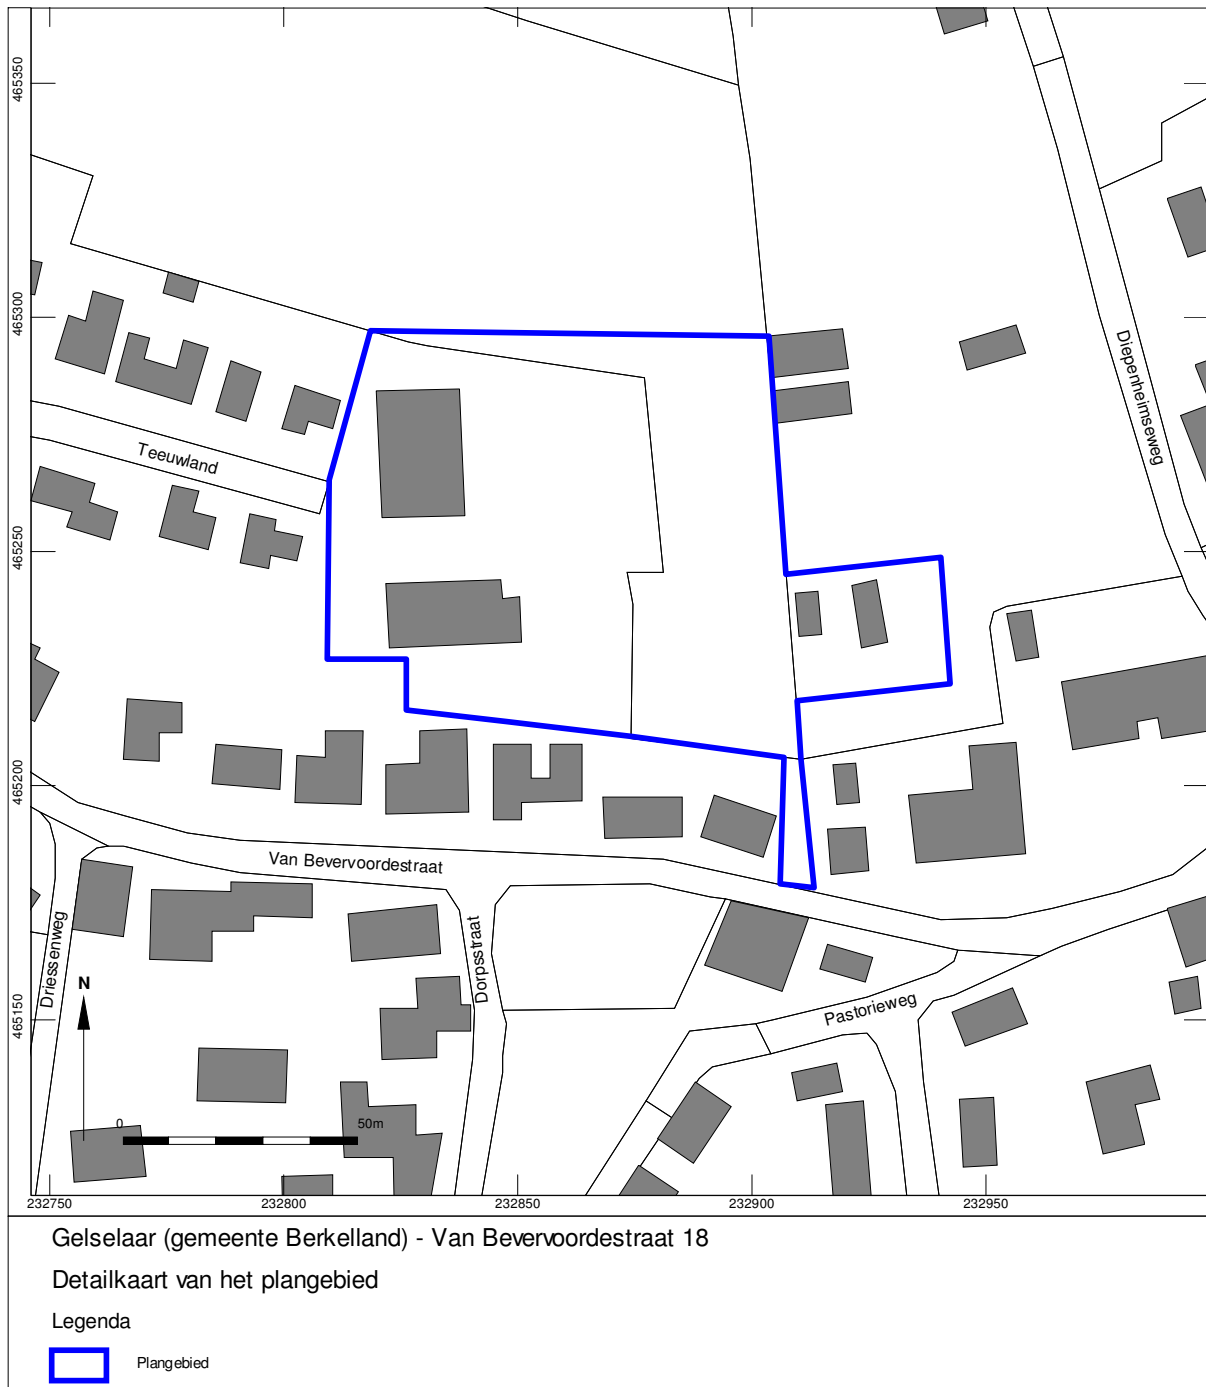 465350
465300
465250
465200
465150
Diepenheimseweg
Teeuwland
Van Bevervoordestraat
Driessenweg
Dorpsstraat
Pastorieweg
N
0
50m
232750
232800
232850
232900
232950
Gelselaar (gemeente Berkelland) - Van Bevervoordestraat 18
Detailkaart van het plangebied
Legenda
Plangebied